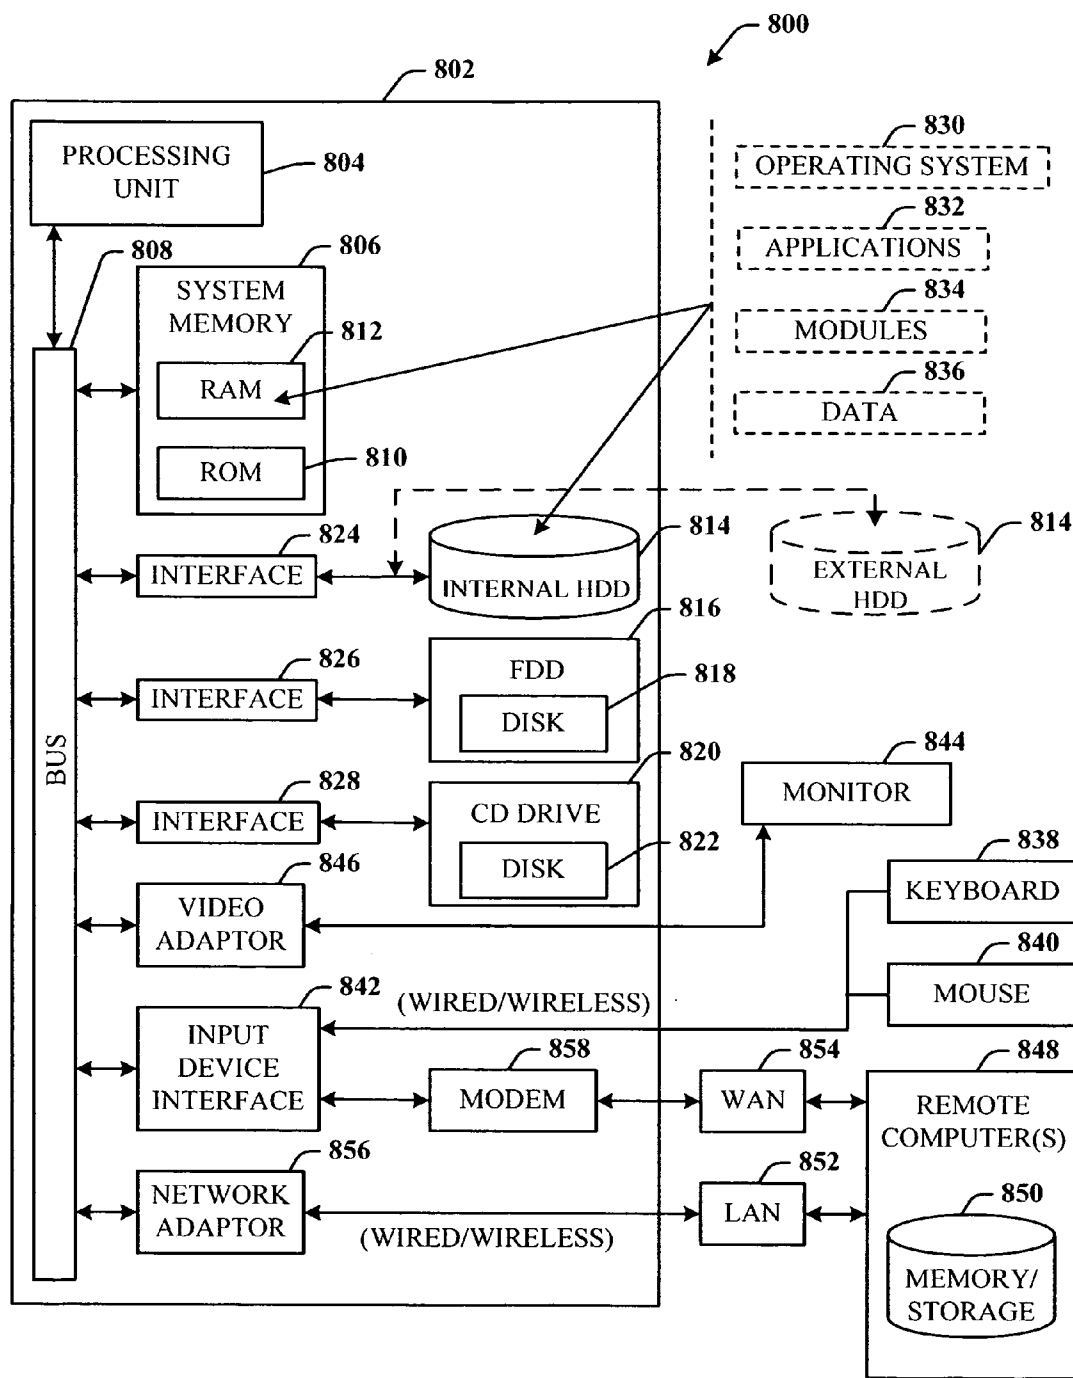 800
802
PROCESSING
UNIT
804
830
OPERATING SYSTEM
832
APPLICATIONS
834
MODULES
836
DATA
808
806
SYSTEM
MEMORY
812
RAM
810
ROM
824
INTERFACE
814
INTERNAL HDD
814
EXTERNAL
HDD
816
FDD
818
DISK
826
INTERFACE
BUS
820
CD DRIVE
822
DISK
828
INTERFACE
844
MONITOR
846
VIDEO
ADAPTOR
838
KEYBOARD
840
MOUSE
842
INPUT
DEVICE
INTERFACE
(WIRED/WIRELESS)
858
MODEM
854
WAN
848
REMOTE
COMPUTER(S)
856
NETWORK
ADAPTOR
(WIRED/WIRELESS)
852
LAN
850
MEMORY/
STORAGE